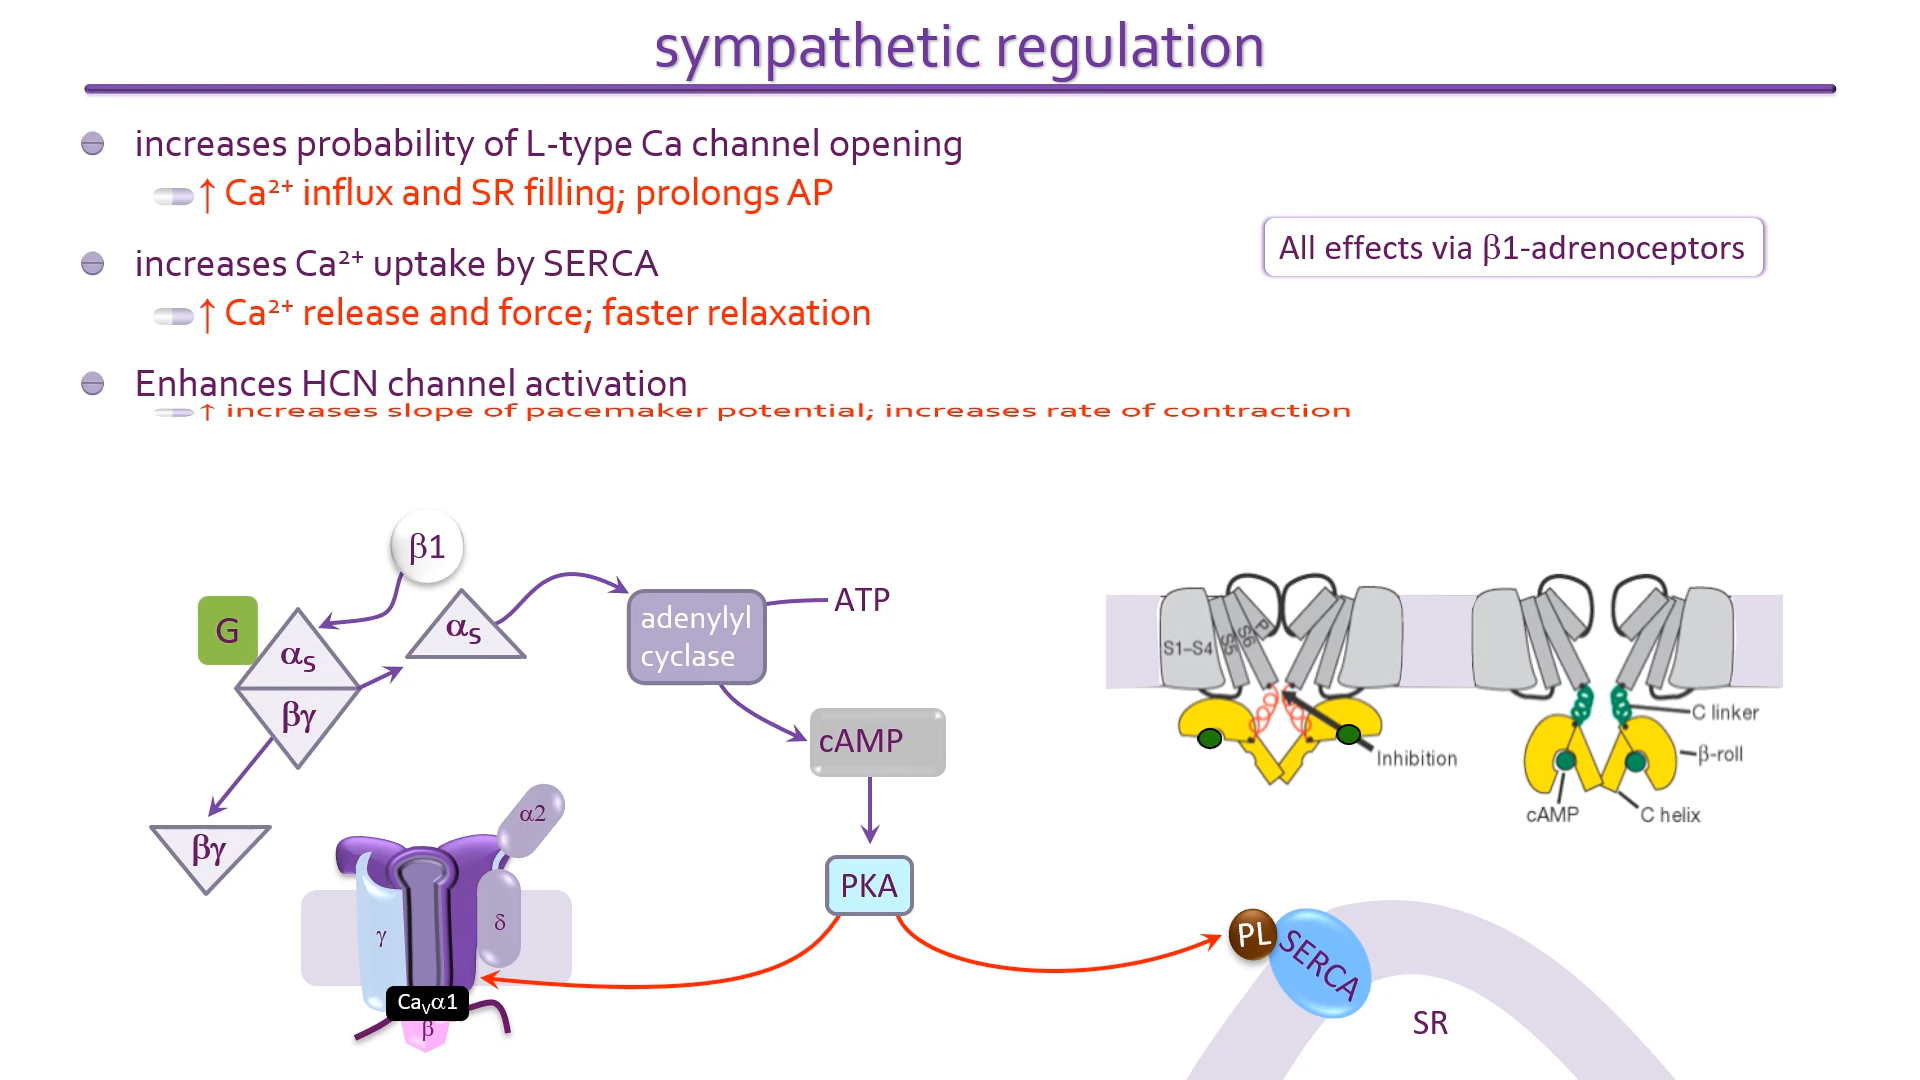 sympathetic regulation
increases probability of L-type Ca channel opening
↑ Ca²⁺ influx and SR filling; prolongs AP
All effects via β1-adrenoceptors
increases Ca²⁺ uptake by SERCA
↑ Ca²⁺ release and force; faster relaxation
Enhances HCN channel activation
↑ increases slope of pacemaker potential; increases rate of contraction
β1
G
αS
βγ
αS
adenylyl
cyclase
ATP
cAMP
PKA
βγ
α2
γ
δ
CaVα1
β
S1–S4
S5
S6
P
Inhibition
C linker
β-roll
cAMP
C helix
PL
SERCA
SR